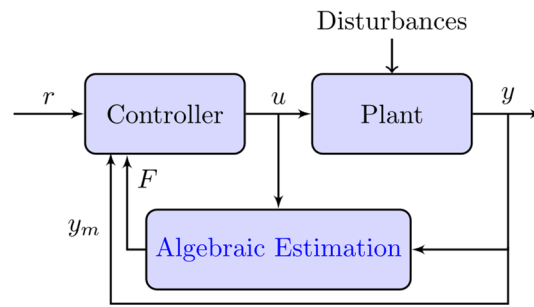 Disturbances
r
Controller
u
Plant
y
F
y_m
Algebraic Estimation